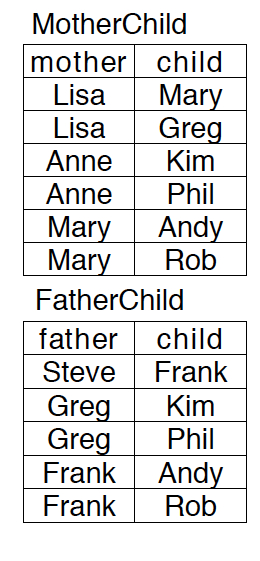 MotherChild
mother child
Lisa Mary
Lisa Greg
Anne Kim
Anne Phil
Mary Andy
Mary Rob
FatherChild
father child
Steve Frank
Greg Kim
Greg Phil
Frank Andy
Frank Rob